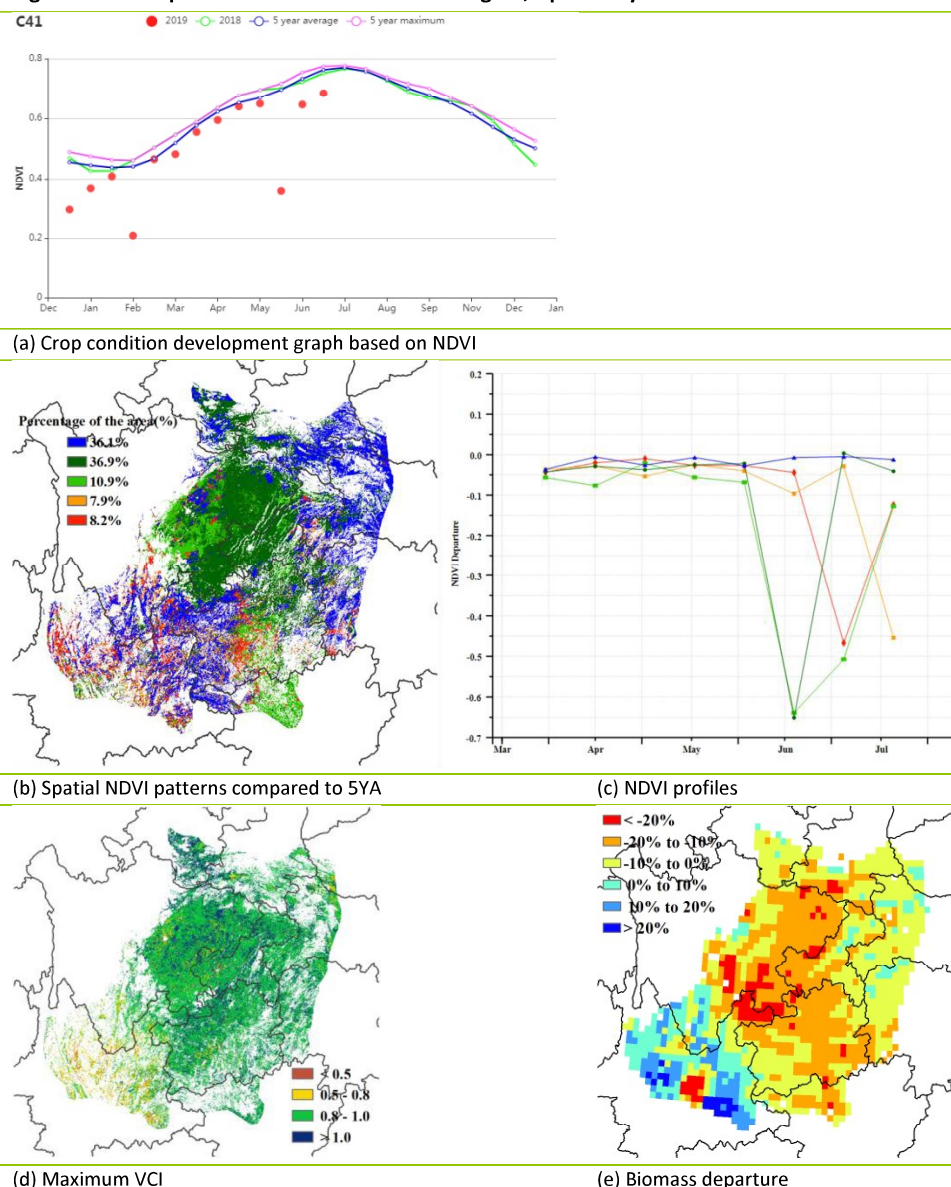 C41
2019 2018 5 year average 5 year maximum
0.8
0.6
0.4
0.2
0
NDVI
Dec Jan Feb Mar Apr May Jun Jul Aug Sep Oct Nov Dec Jan
(a) Crop condition development graph based on NDVI
Percentage of the area(%)
36.1%
36.9%
10.9%
7.9%
8.2%
0.2
0.1
0.0
-0.1
-0.2
-0.3
-0.4
-0.5
-0.6
-0.7
NDVI Departure
Mar Apr May Jun Jul
(b) Spatial NDVI patterns compared to 5YA (c) NDVI profiles
< 0.5
0.5 - 0.8
0.8 - 1.0
> 1.0
< -20%
-20% to -10%
-10% to 0%
0% to 10%
10% to 20%
> 20%
(d) Maximum VCI (e) Biomass departure